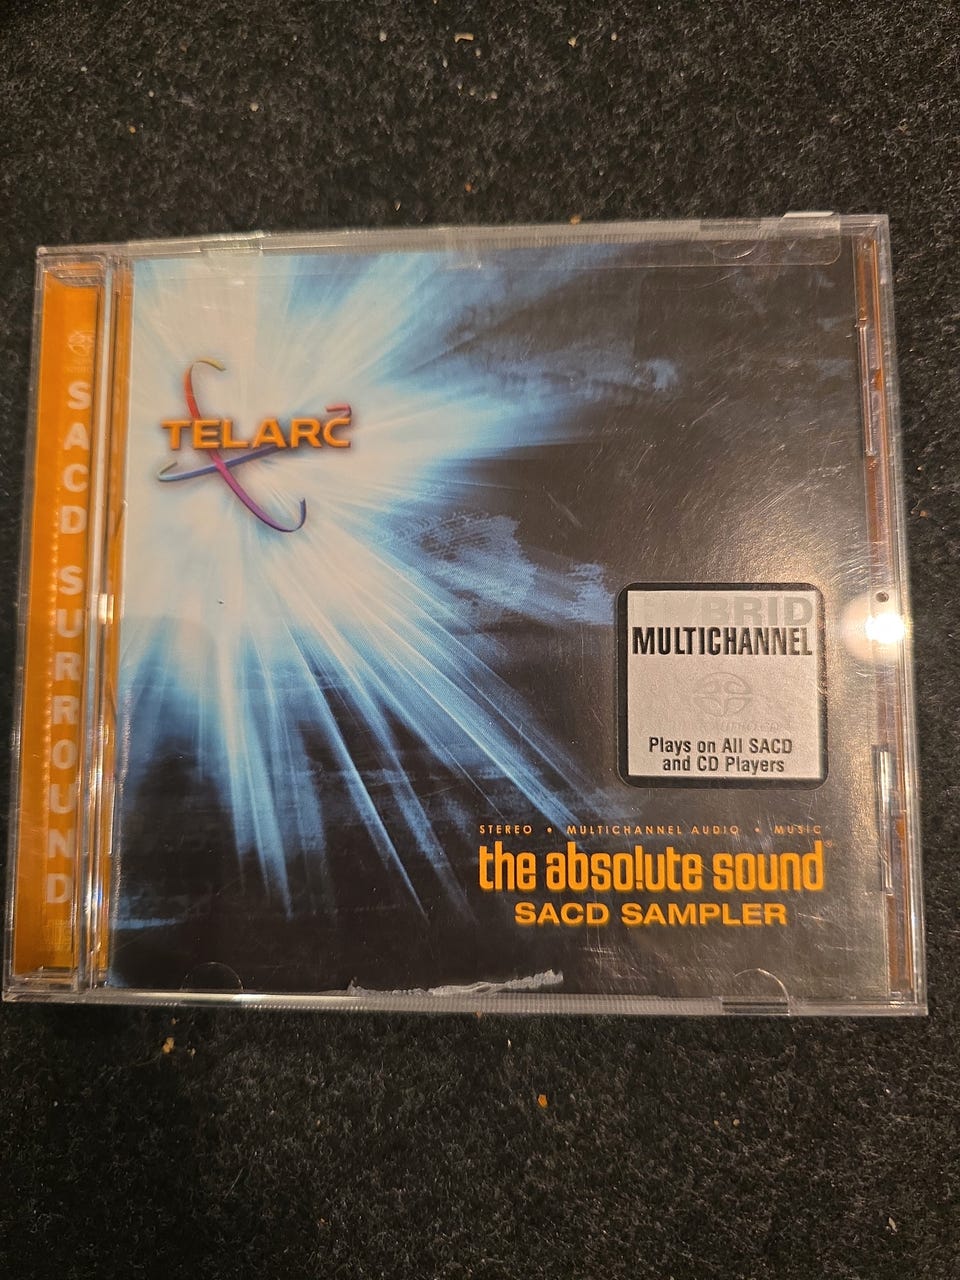 SACD SURROUND
TELARC
HYBRID
MULTICHANNEL
Plays on All SACD
and CD Players
STEREO • MULTICHANNEL AUDIO • MUSIC
the abso!ute sound®
SACD SAMPLER